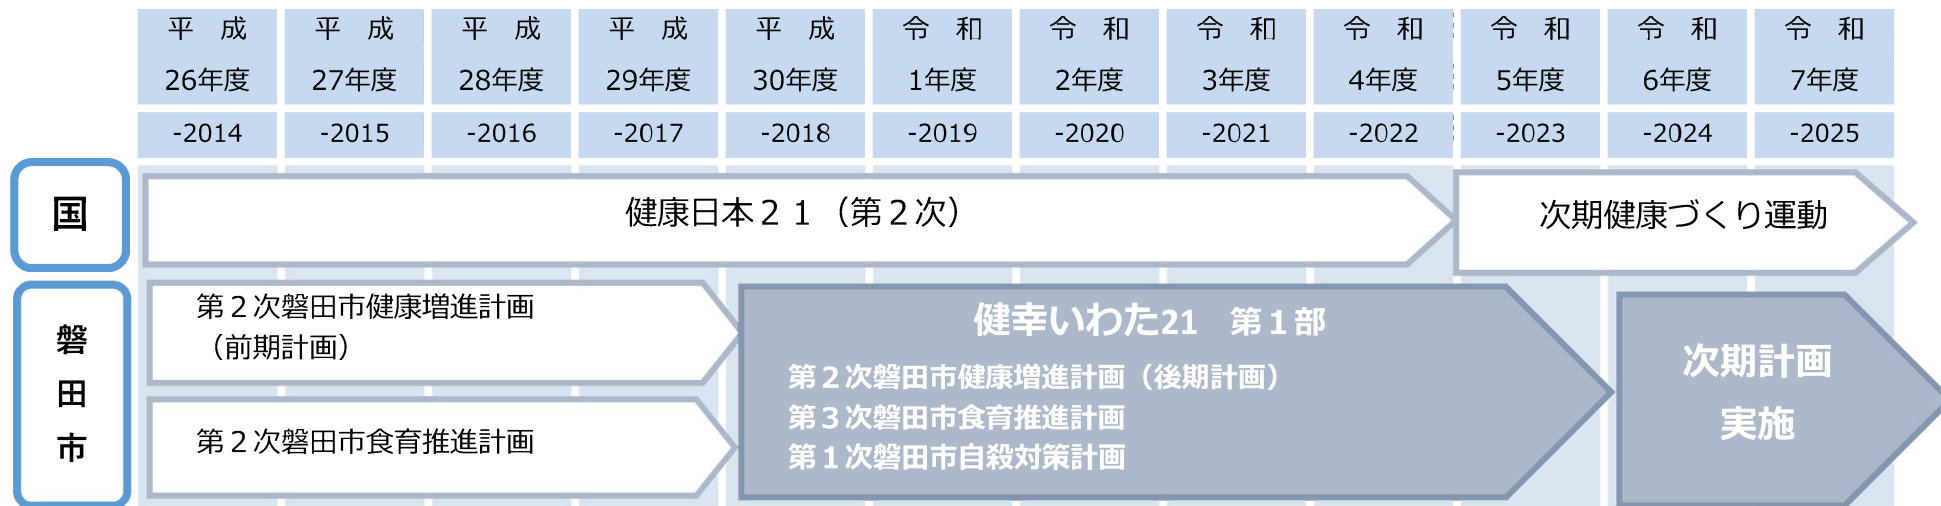 平　成 平　成 平　成 平　成 平　成 令　和 令　和 令　和 令　和 令　和 令　和 令　和
26年度 27年度 28年度 29年度 30年度 1年度 2年度 3年度 4年度 5年度 6年度 7年度
-2014 -2015 -2016 -2017 -2018 -2019 -2020 -2021 -2022 -2023 -2024 -2025
国
健康日本２１（第２次）
次期健康づくり運動
磐田市
第２次磐田市健康増進計画
（前期計画）
第２次磐田市食育推進計画
健幸いわた21　第１部
第２次磐田市健康増進計画（後期計画）
第３次磐田市食育推進計画
第１次磐田市自殺対策計画
次期計画
実施